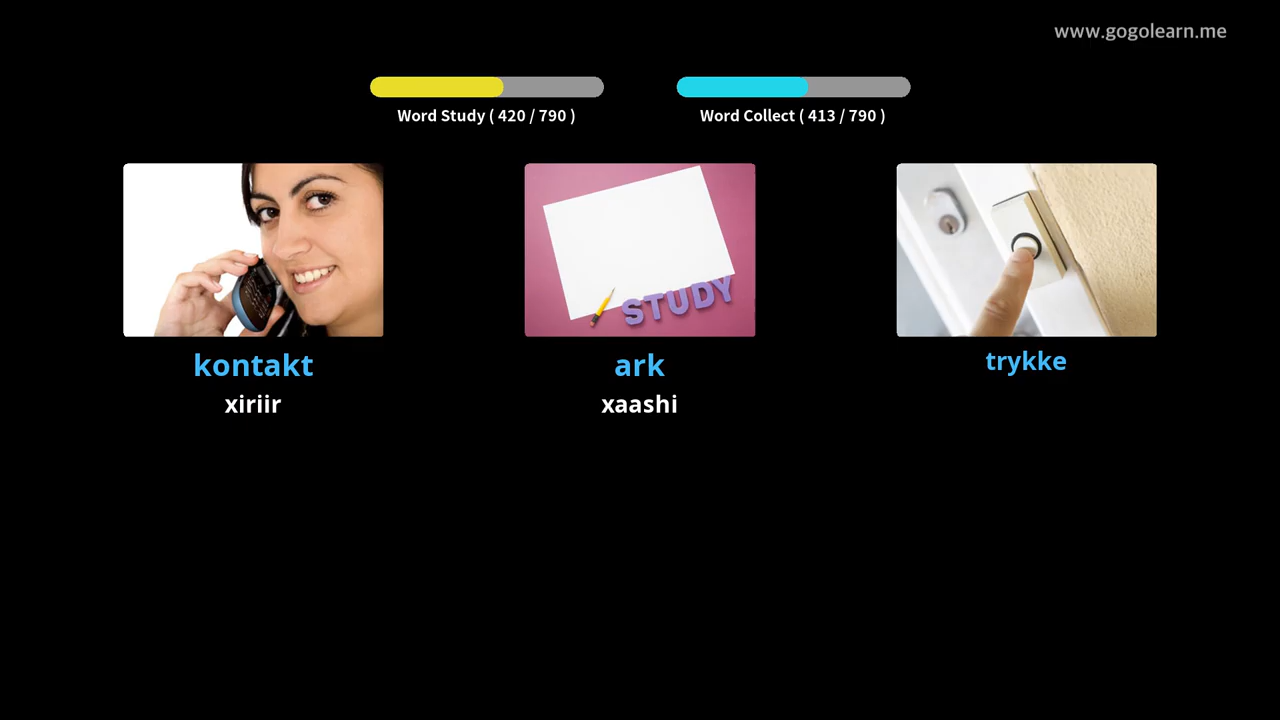 www.gogolearn.me
Word Study ( 420 / 790 )
Word Collect ( 413 / 790 )
STUDY
kontakt
ark
trykke
xiriir
xaashi